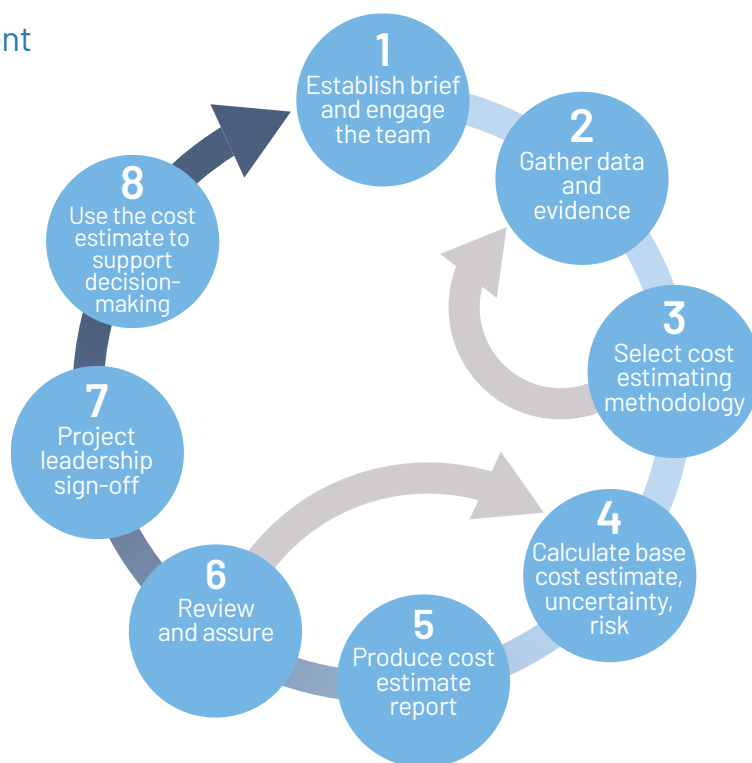 ent
1
Establish brief
and engage
the team
2
Gather data
and
evidence
3
Select cost
estimating
methodology
4
Calculate base
cost estimate,
uncertainty,
risk
5
Produce cost
estimate
report
6
Review
and assure
7
Project
leadership
sign-off
8
Use the cost
estimate to
support
decision-
making